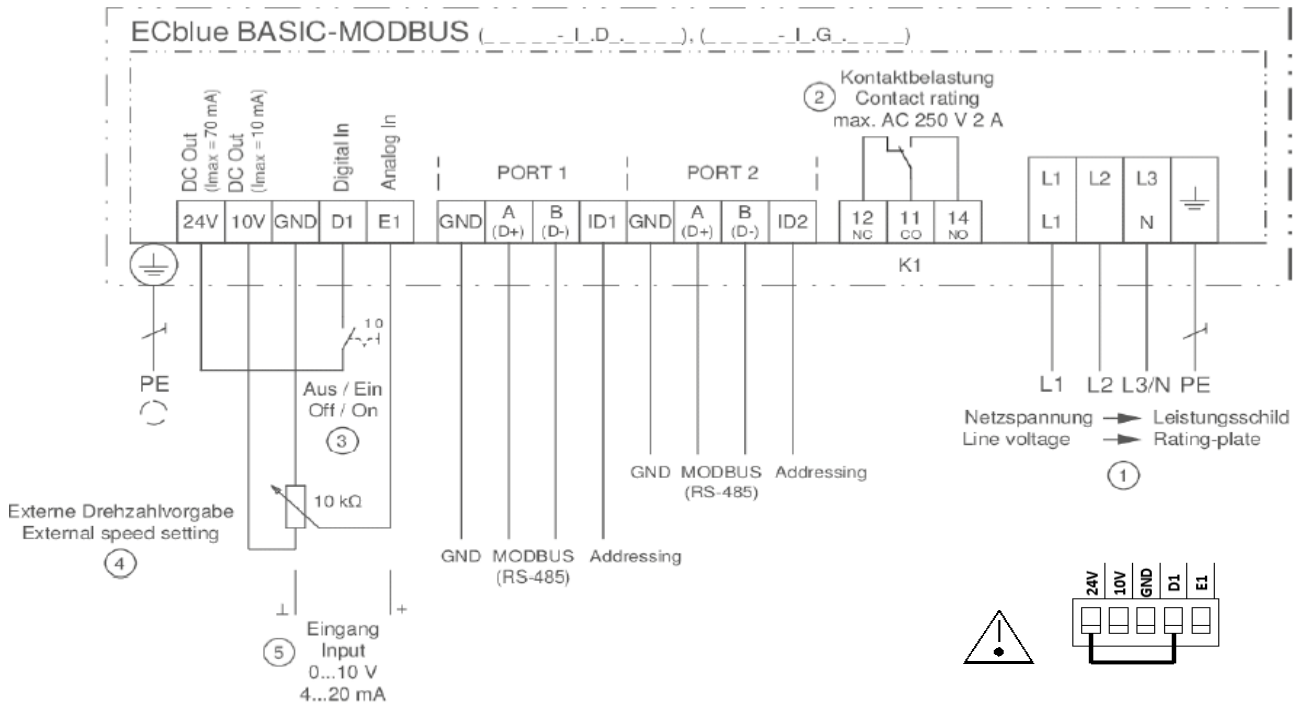 ECblue BASIC-MODBUS (_ _ _ _ _-_I_.D_._ _ _ _), (_ _ _ _ _-_I_.G_._ _ _ _)
DC Out
(Imax = 70 mA)
DC Out
(Imax = 10 mA)
Digital In
Analog In
PORT 1
PORT 2
2
Kontaktbelastung
Contact rating
max. AC 250 V 2 A
24V 10V GND D1 E1
GND A (D+) B (D-) ID1 GND A (D+) B (D-) ID2
12 NC 11 CO 14 NO
K1
L1 L2 L3
L1 N
PE
1 0
Aus / Ein
Off / On
3
10 kΩ
Externe Drehzahlvorgabe
External speed setting
4
⊥ +
5
Eingang
Input
0...10 V
4...20 mA
GND MODBUS Addressing
(RS-485)
GND MODBUS Addressing
(RS-485)
L1 L2 L3/N PE
Netzspannung → Leistungsschild
Line voltage → Rating-plate
1
24V 10V GND D1 E1
!